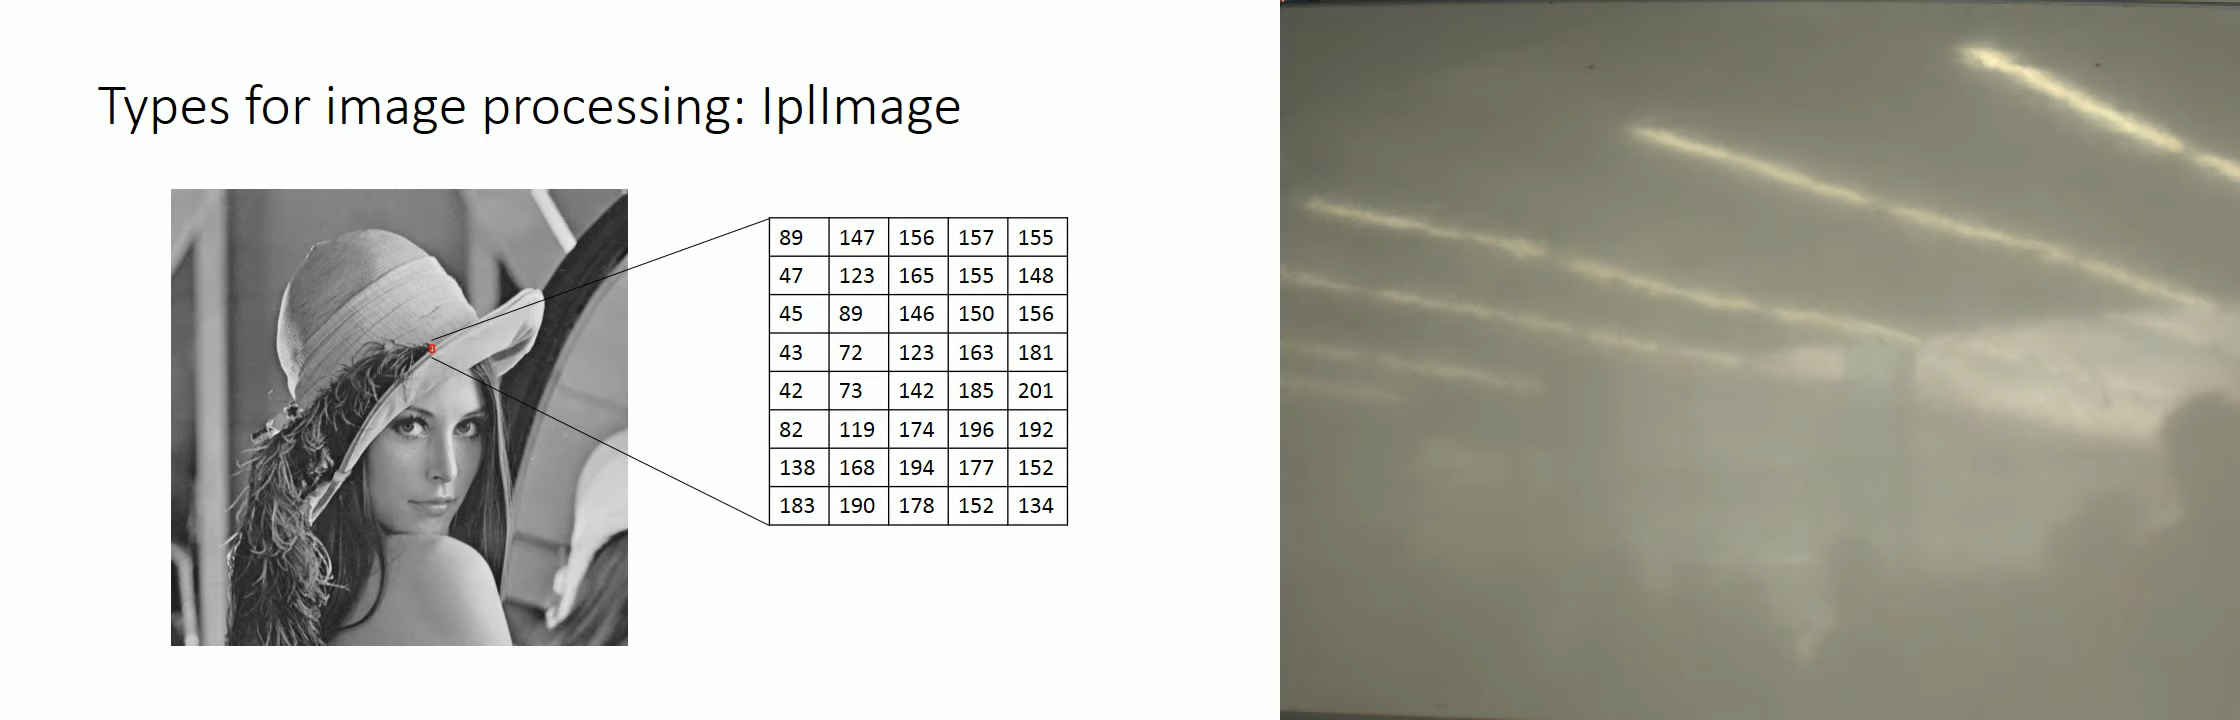 Types for image processing: IplImage
89 147 156 157 155
47 123 165 155 148
45 89 146 150 156
43 72 123 163 181
42 73 142 185 201
82 119 174 196 192
138 168 194 177 152
183 190 178 152 134